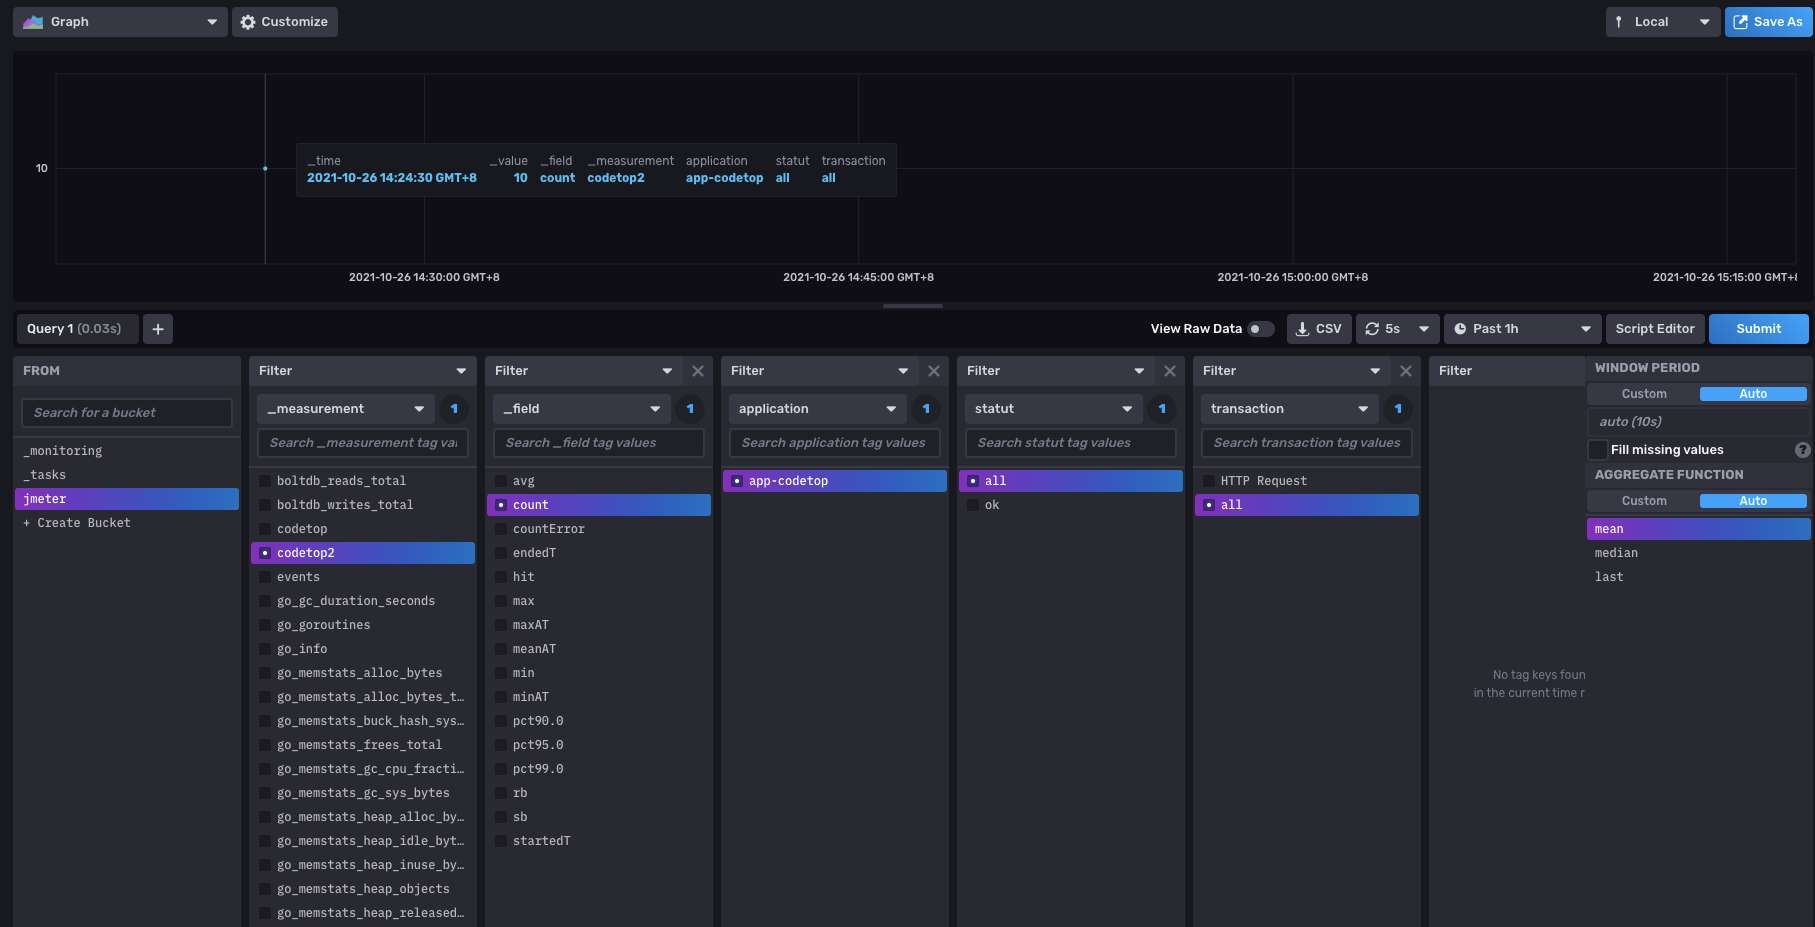 Graph
Customize
Local
Save As
10
_time _value _field _measurement application statut transaction
2021-10-26 14:24:30 GMT+8 10 count codetop2 app-codetop all all
2021-10-26 14:30:00 GMT+8
2021-10-26 14:45:00 GMT+8
2021-10-26 15:00:00 GMT+8
2021-10-26 15:15:00 GMT+
Query 1 (0.03s)
+
View Raw Data
CSV
5s
Past 1h
Script Editor
Submit
FROM
Search for a bucket
_monitoring
_tasks
jmeter
+ Create Bucket
Filter
_measurement
1
Search _measurement tag va
boltdb_reads_total
boltdb_writes_total
codetop
codetop2
events
go_gc_duration_seconds
go_goroutines
go_info
go_memstats_alloc_bytes
go_memstats_alloc_bytes_t…
go_memstats_buck_hash_sys…
go_memstats_frees_total
go_memstats_gc_cpu_fracti…
go_memstats_gc_sys_bytes
go_memstats_heap_alloc_by…
go_memstats_heap_idle_byt…
go_memstats_heap_inuse_by…
go_memstats_heap_objects
go_memstats_heap_released…
Filter
_field
1
Search _field tag values
avg
count
countError
endedT
hit
max
maxAT
meanAT
min
minAT
pct90.0
pct95.0
pct99.0
rb
sb
startedT
Filter
application
1
Search application tag values
app-codetop
Filter
statut
1
Search statut tag values
all
ok
Filter
transaction
1
Search transaction tag values
HTTP Request
all
Filter
No tag keys foun
in the current time r
WINDOW PERIOD
Custom
Auto
auto (10s)
Fill missing values
?
AGGREGATE FUNCTION
Custom
Auto
mean
median
last